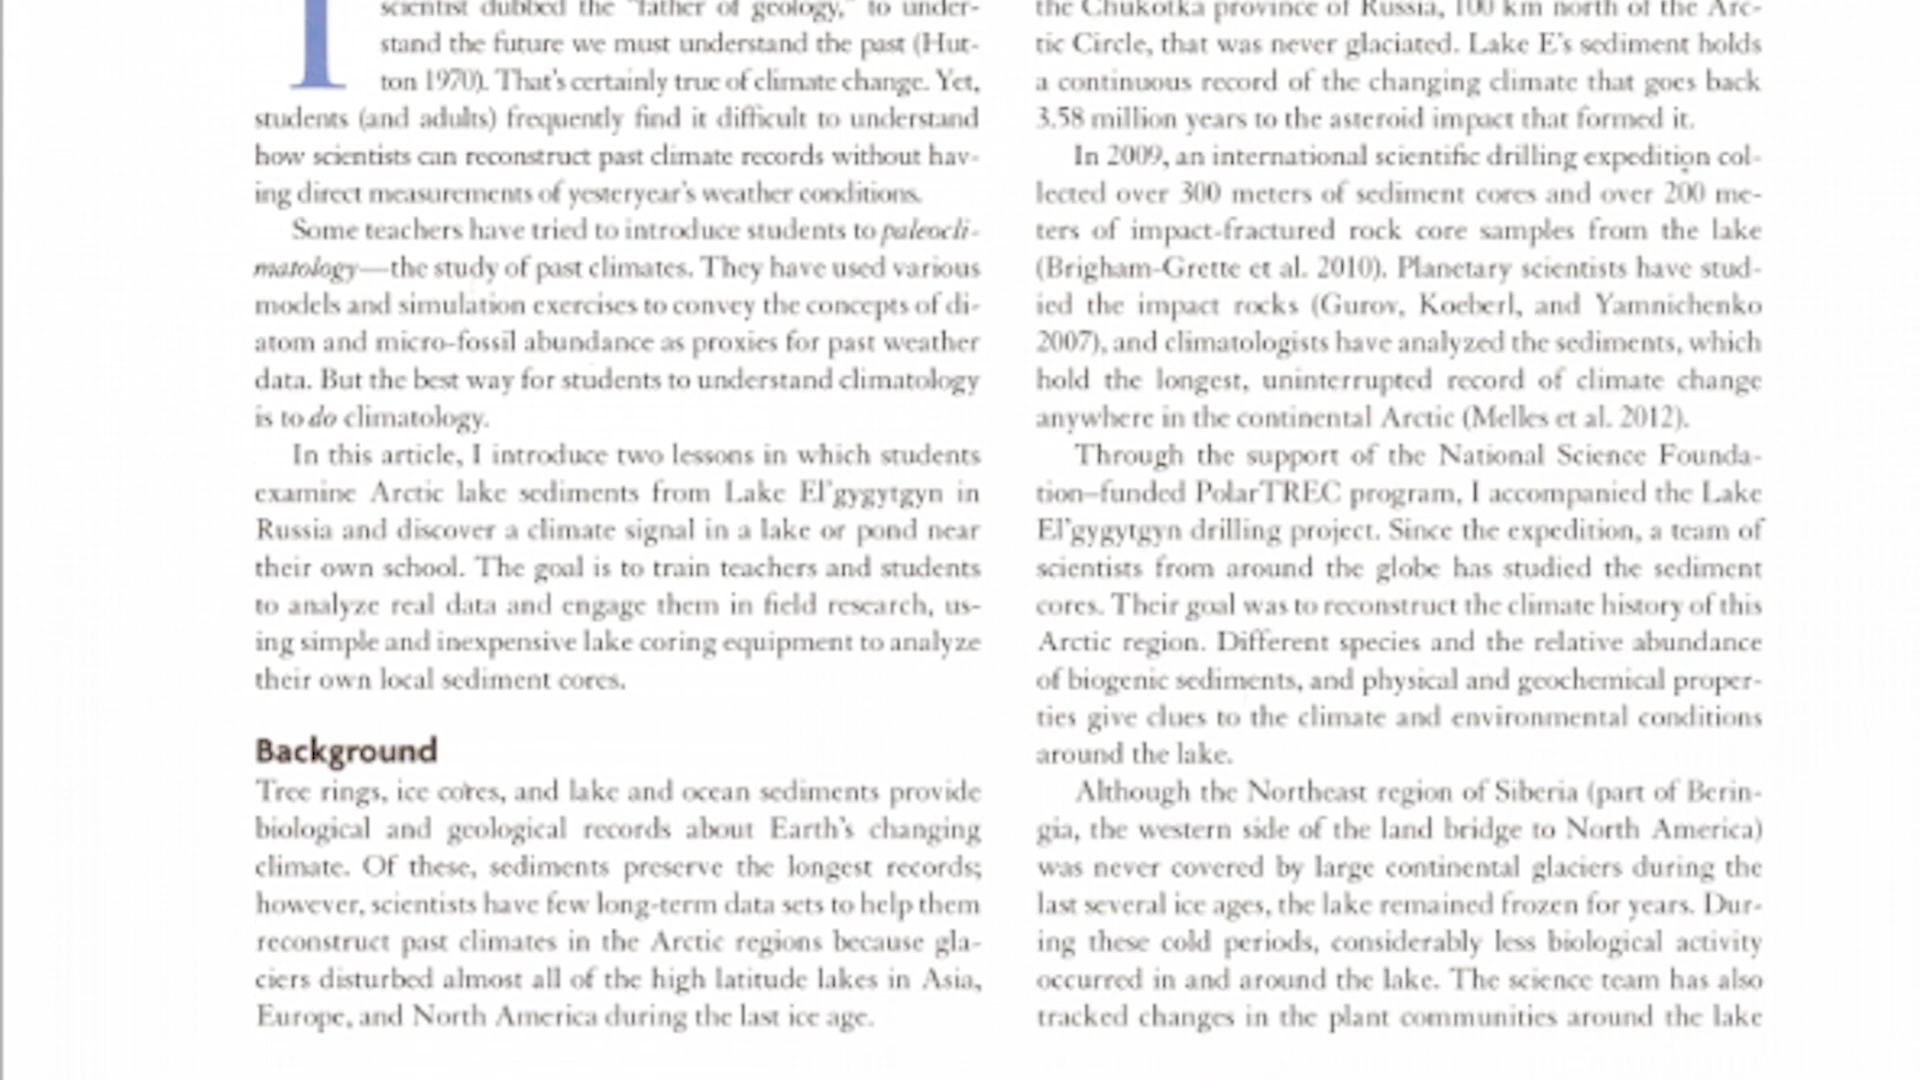 I
scientist dubbed the "father of geology," to under-
stand the future we must understand the past (Hut-
ton 1970). That's certainly true of climate change. Yet,
students (and adults) frequently find it difficult to understand
how scientists can reconstruct past climate records without hav-
ing direct measurements of yesteryear's weather conditions.
Some teachers have tried to introduce students to paleocli-
matology—the study of past climates. They have used various
models and simulation exercises to convey the concepts of di-
atom and micro-fossil abundance as proxies for past weather
data. But the best way for students to understand climatology
is to do climatology.
In this article, I introduce two lessons in which students
examine Arctic lake sediments from Lake El'gygytgyn in
Russia and discover a climate signal in a lake or pond near
their own school. The goal is to train teachers and students
to analyze real data and engage them in field research, us-
ing simple and inexpensive lake coring equipment to analyze
their own local sediment cores.
Background
Tree rings, ice cores, and lake and ocean sediments provide
biological and geological records about Earth's changing
climate. Of these, sediments preserve the longest records;
however, scientists have few long-term data sets to help them
reconstruct past climates in the Arctic regions because gla-
ciers disturbed almost all of the high latitude lakes in Asia,
Europe, and North America during the last ice age.
the Chukotka province of Russia, 100 km north of the Arc-
tic Circle, that was never glaciated. Lake E's sediment holds
a continuous record of the changing climate that goes back
3.58 million years to the asteroid impact that formed it.
In 2009, an international scientific drilling expedition col-
lected over 300 meters of sediment cores and over 200 me-
ters of impact-fractured rock core samples from the lake
(Brigham-Grette et al. 2010). Planetary scientists have stud-
ied the impact rocks (Gurov, Koeberl, and Yamnichenko
2007), and climatologists have analyzed the sediments, which
hold the longest, uninterrupted record of climate change
anywhere in the continental Arctic (Melles et al. 2012).
Through the support of the National Science Founda-
tion–funded PolarTREC program, I accompanied the Lake
El'gygytgyn drilling project. Since the expedition, a team of
scientists from around the globe has studied the sediment
cores. Their goal was to reconstruct the climate history of this
Arctic region. Different species and the relative abundance
of biogenic sediments, and physical and geochemical proper-
ties give clues to the climate and environmental conditions
around the lake.
Although the Northeast region of Siberia (part of Berin-
gia, the western side of the land bridge to North America)
was never covered by large continental glaciers during the
last several ice ages, the lake remained frozen for years. Dur-
ing these cold periods, considerably less biological activity
occurred in and around the lake. The science team has also
tracked changes in the plant communities around the lake